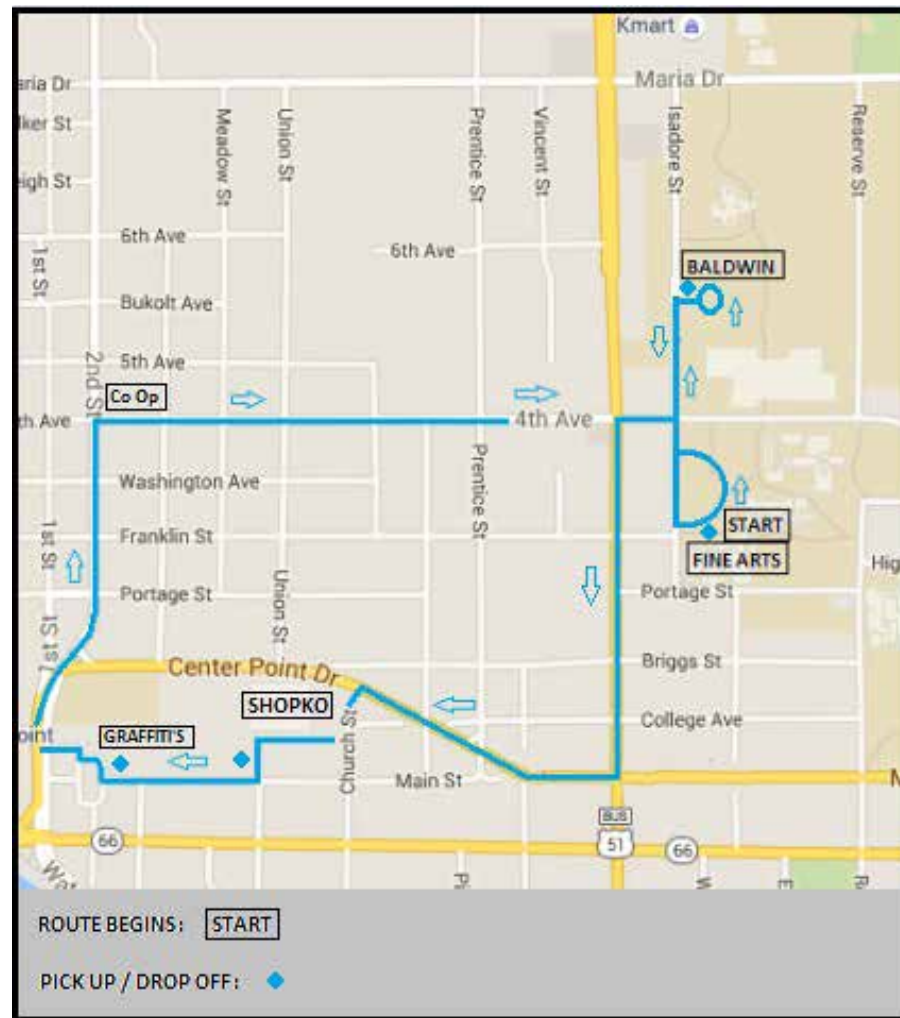 Kmart
Maria Dr
aria Dr
lker St
eigh St
Meadow St
Union St
Prentice St
Vincent St
Isadore St
Reserve St
1st St
6th Ave
6th Ave
BALDWIN
Bukolt Ave
5th Ave
2nd St
Co Op
th Ave
4th Ave
Washington Ave
Prentice St
Franklin St
START
FINE ARTS
1st St
Union St
Portage St
Portage St
Hig
1st St
Center Point Dr
Briggs St
SHOPKO
College Ave
oint
GRAFFITI'S
Church St
Main St
M
BUS
51
66
66
Wat
P
W
E
R
ROUTE BEGINS: START
PICK UP / DROP OFF: